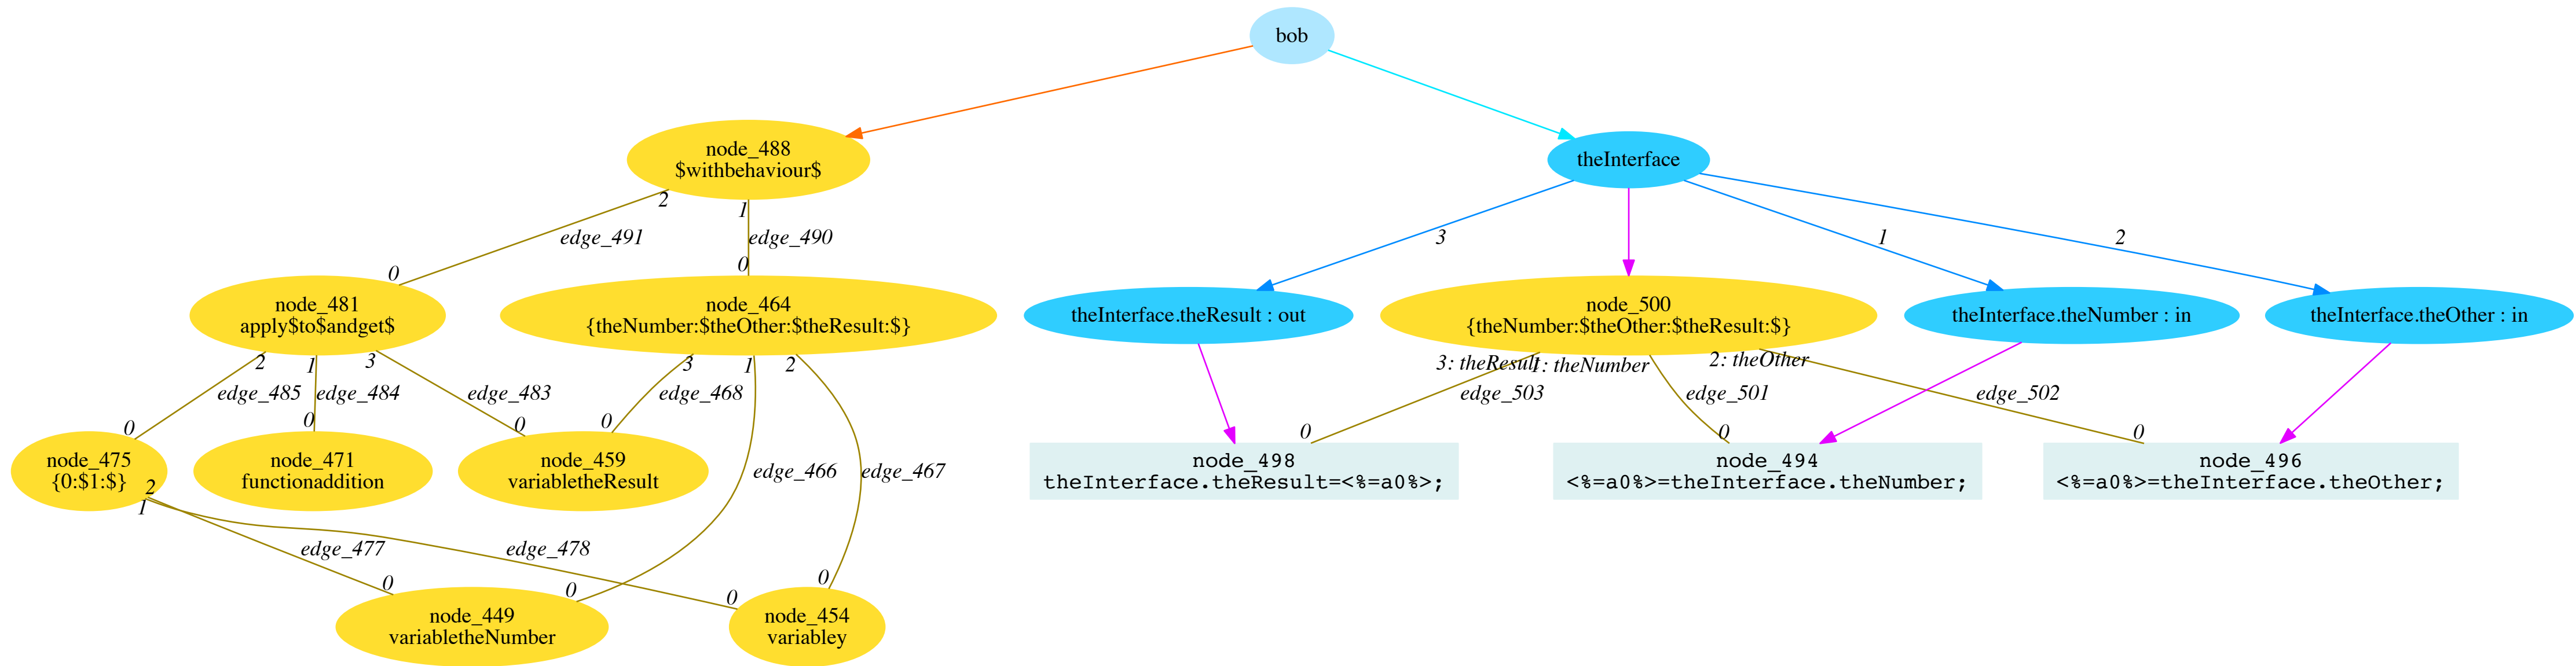 bob
node_488
$withbehaviour$
theInterface
2
1
edge_491
edge_490
3
1
2
0
0
node_481
apply$to$andget$
node_464
{theNumber:$theOther:$theResult:$}
theInterface.theResult : out
node_500
{theNumber:$theOther:$theResult:$}
theInterface.theNumber : in
theInterface.theOther : in
2
1
3
3
1
2
3: theResult
1: theNumber
2: theOther
edge_485
edge_484
edge_483
edge_468
edge_503
edge_501
edge_502
0
0
0
0
0
0
0
node_475
{0:$1:$}
node_471
functionaddition
node_459
variabletheResult
edge_466
edge_467
node_498
theInterface.theResult=<%=a0%>;
node_494
<%=a0%>=theInterface.theNumber;
node_496
<%=a0%>=theInterface.theOther;
2
1
edge_477
edge_478
0
0
0
0
node_449
variabletheNumber
node_454
variabley